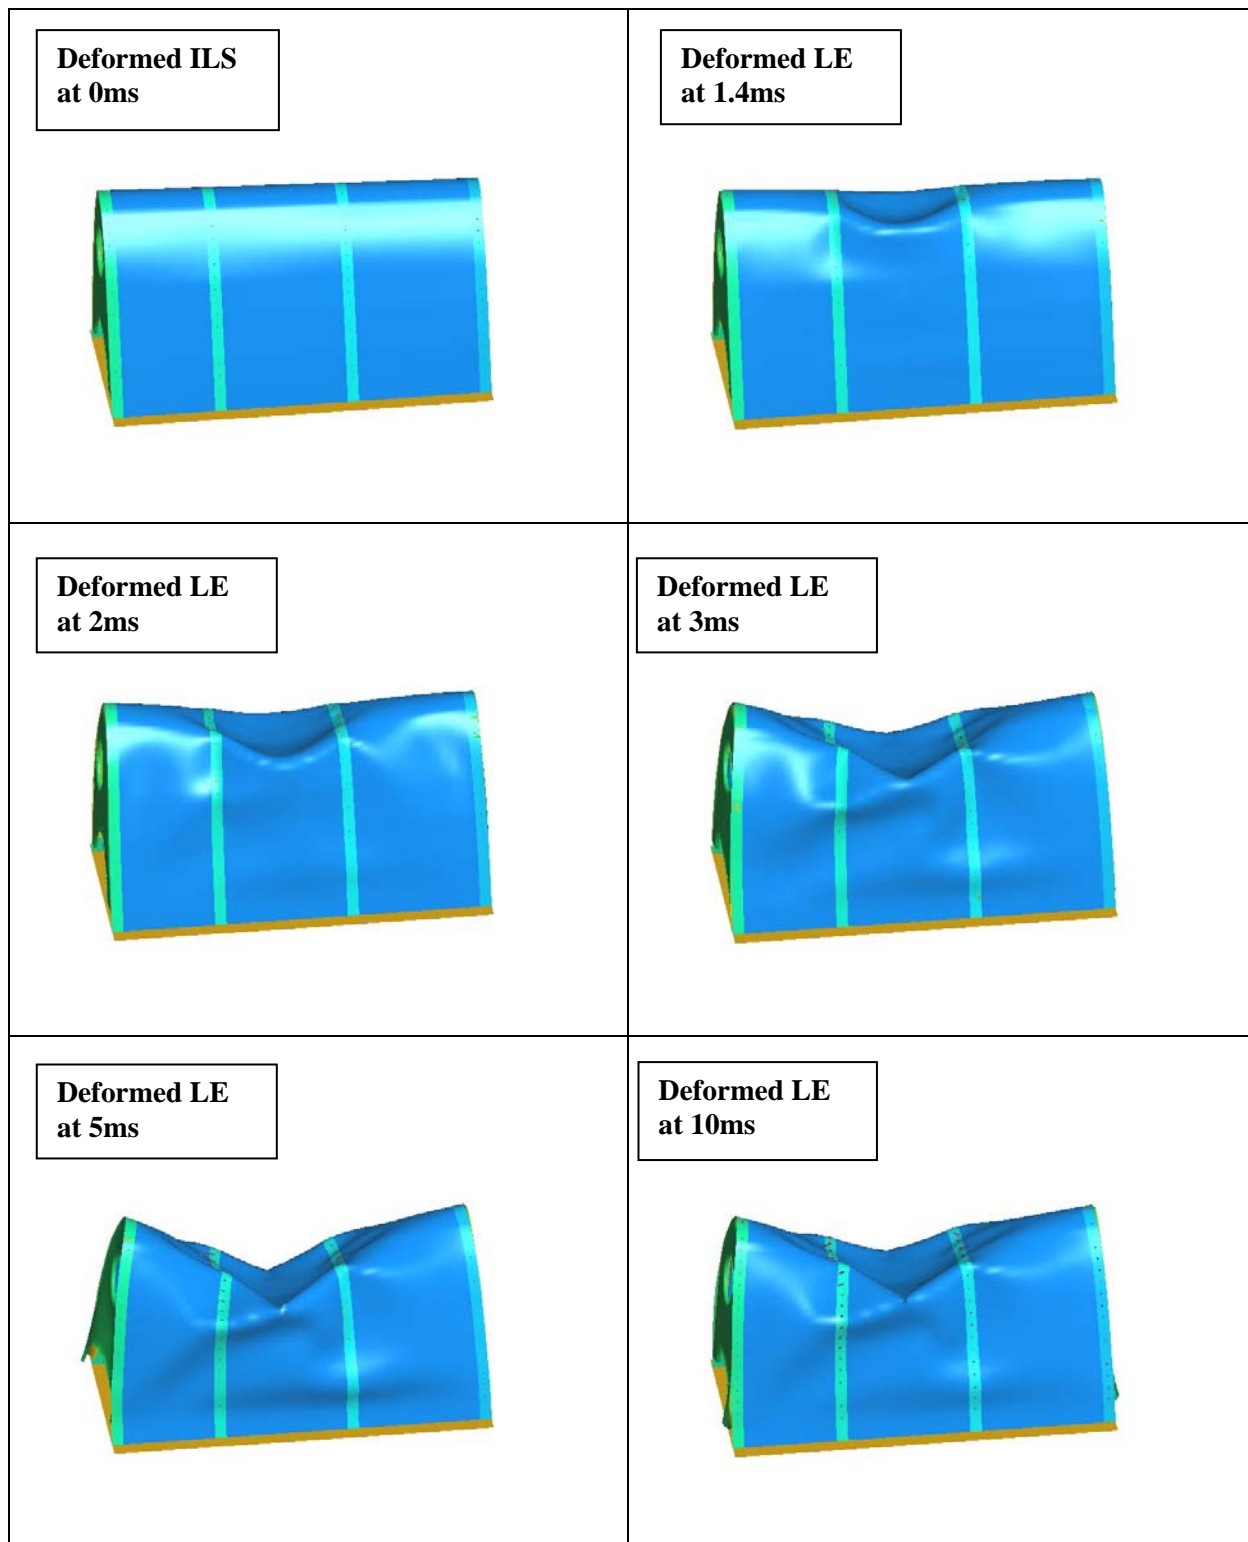 Deformed ILS
at 0ms
Deformed LE
at 1.4ms
Deformed LE
at 2ms
Deformed LE
at 3ms
Deformed LE
at 5ms
Deformed LE
at 10ms